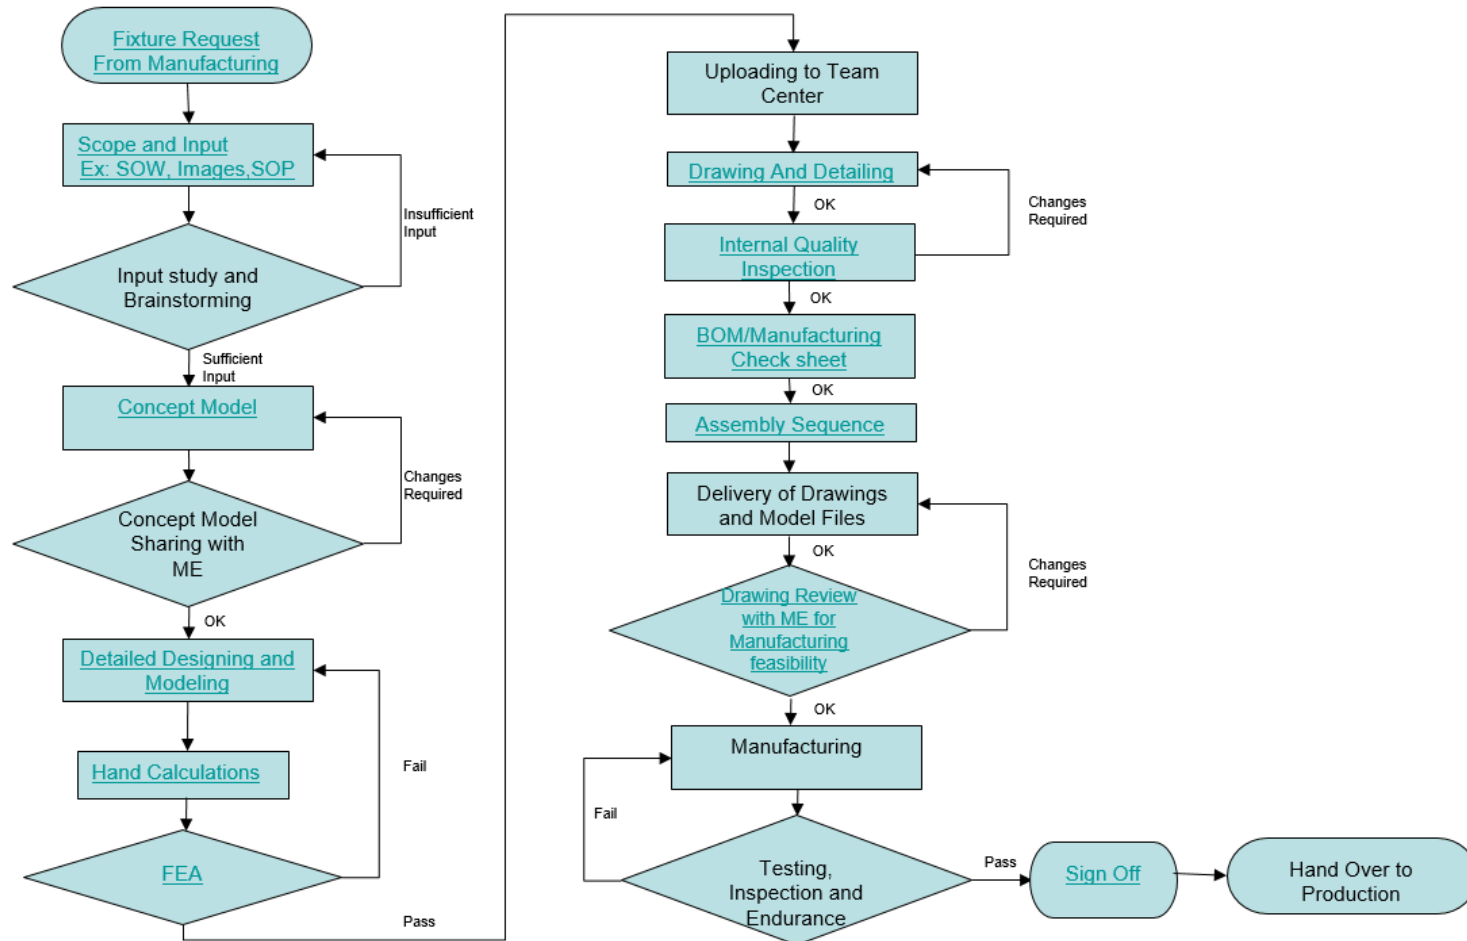 Fixture Request
From Manufacturing
Scope and Input
Ex: SOW, Images,SOP
Insufficient
Input
Input study and
Brainstorming
Sufficient
Input
Concept Model
Changes
Required
Concept Model
Sharing with
ME
OK
Detailed Designing and
Modeling
Hand Calculations
Fail
FEA
Pass
Uploading to Team
Center
Drawing And Detailing
OK
Changes
Required
Internal Quality
Inspection
OK
BOM/Manufacturing
Check sheet
OK
Assembly Sequence
Delivery of Drawings
and Model Files
OK
Changes
Required
Drawing Review
with ME for
Manufacturing
feasibility
OK
Manufacturing
Fail
Testing,
Inspection and
Endurance
Pass
Sign Off
Hand Over to
Production